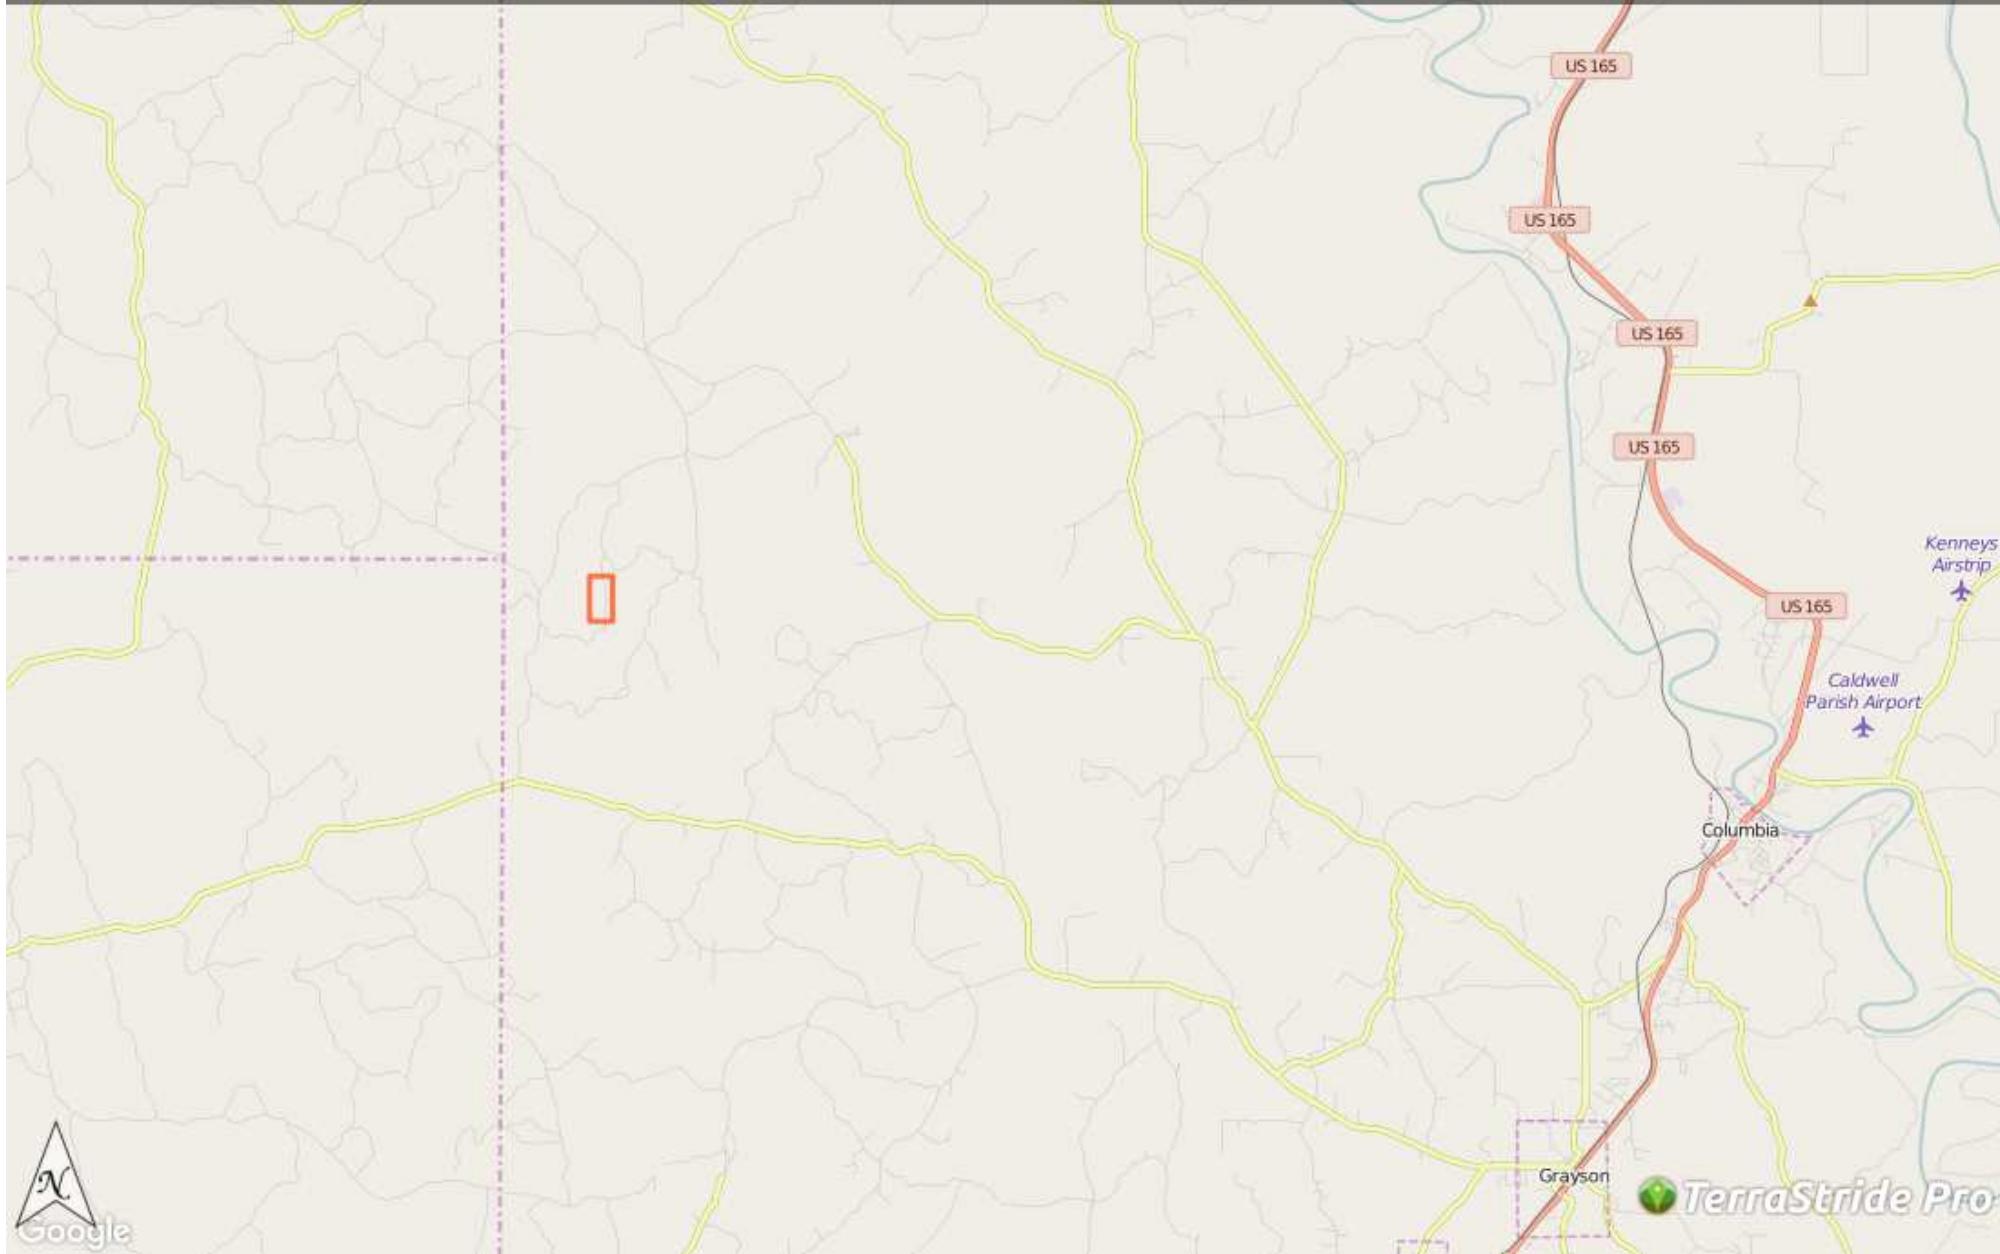 US 165
US 165
US 165
US 165
Kenneys
Airstrip
US 165
Caldwell
Parish Airport
Columbia
Grayson
N
Google
TerraStride Pro